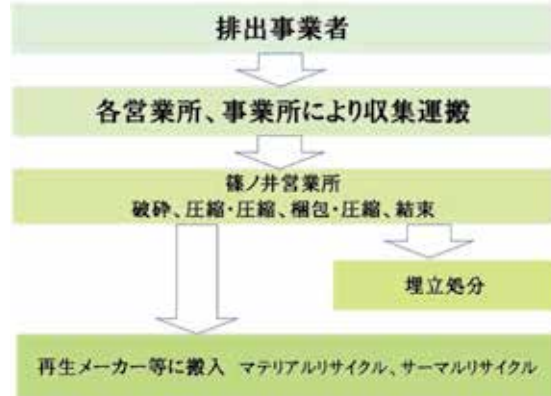 排出事業者
各営業所、事業所により収集運搬
篠ノ井営業所
破砕、圧縮・圧縮、梱包・圧縮、結束
埋立処分
再生メーカー等に搬入 マテリアルリサイクル、サーマルリサイクル